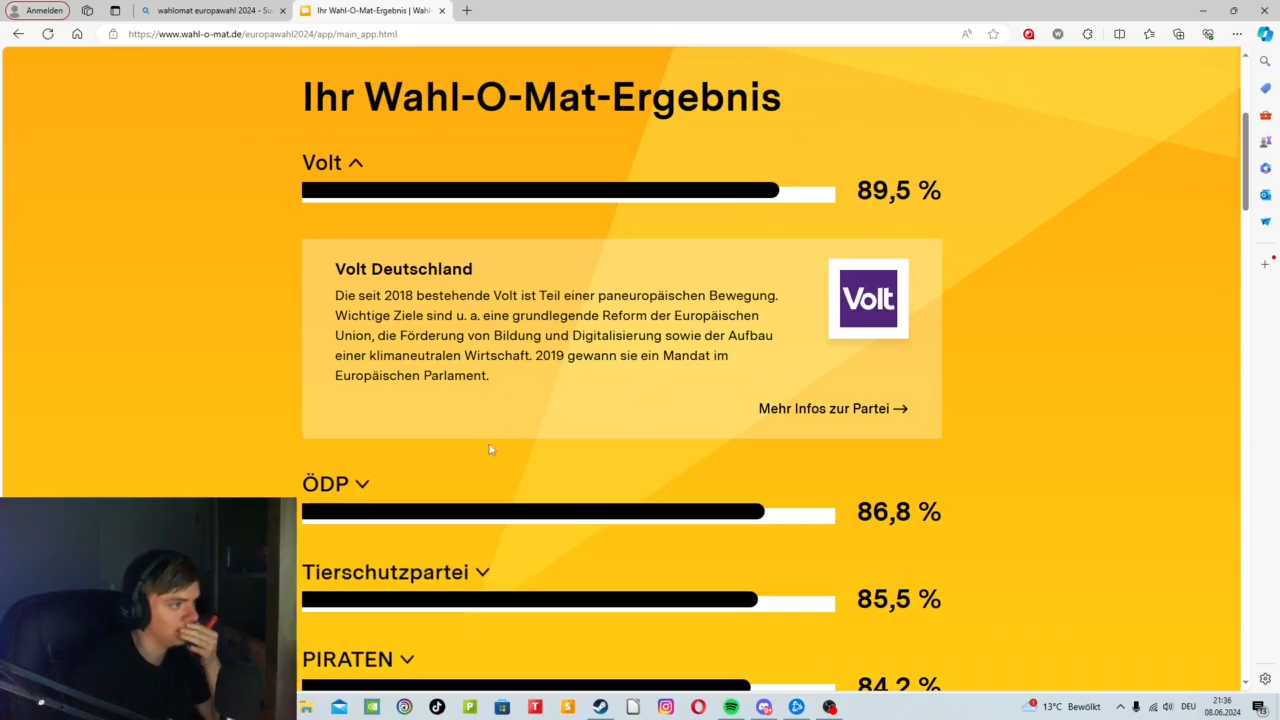 Anmelden
wahlomat europawahl 2024 - Su
Ihr Wahl-O-Mat-Ergebnis | Wahl
https://www.wahl-o-mat.de/europawahl2024/app/main_app.html
Ihr Wahl-O-Mat-Ergebnis
Volt
89,5 %
Volt Deutschland
Die seit 2018 bestehende Volt ist Teil einer paneuropäischen Bewegung.
Wichtige Ziele sind u. a. eine grundlegende Reform der Europäischen
Union, die Förderung von Bildung und Digitalisierung sowie der Aufbau
einer klimaneutralen Wirtschaft. 2019 gewann sie ein Mandat im
Europäischen Parlament.
Volt
Mehr Infos zur Partei →
ÖDP
86,8 %
Tierschutzpartei
85,5 %
PIRATEN
84,2 %
13°C Bewölkt
DEU
21:36
08.06.2024